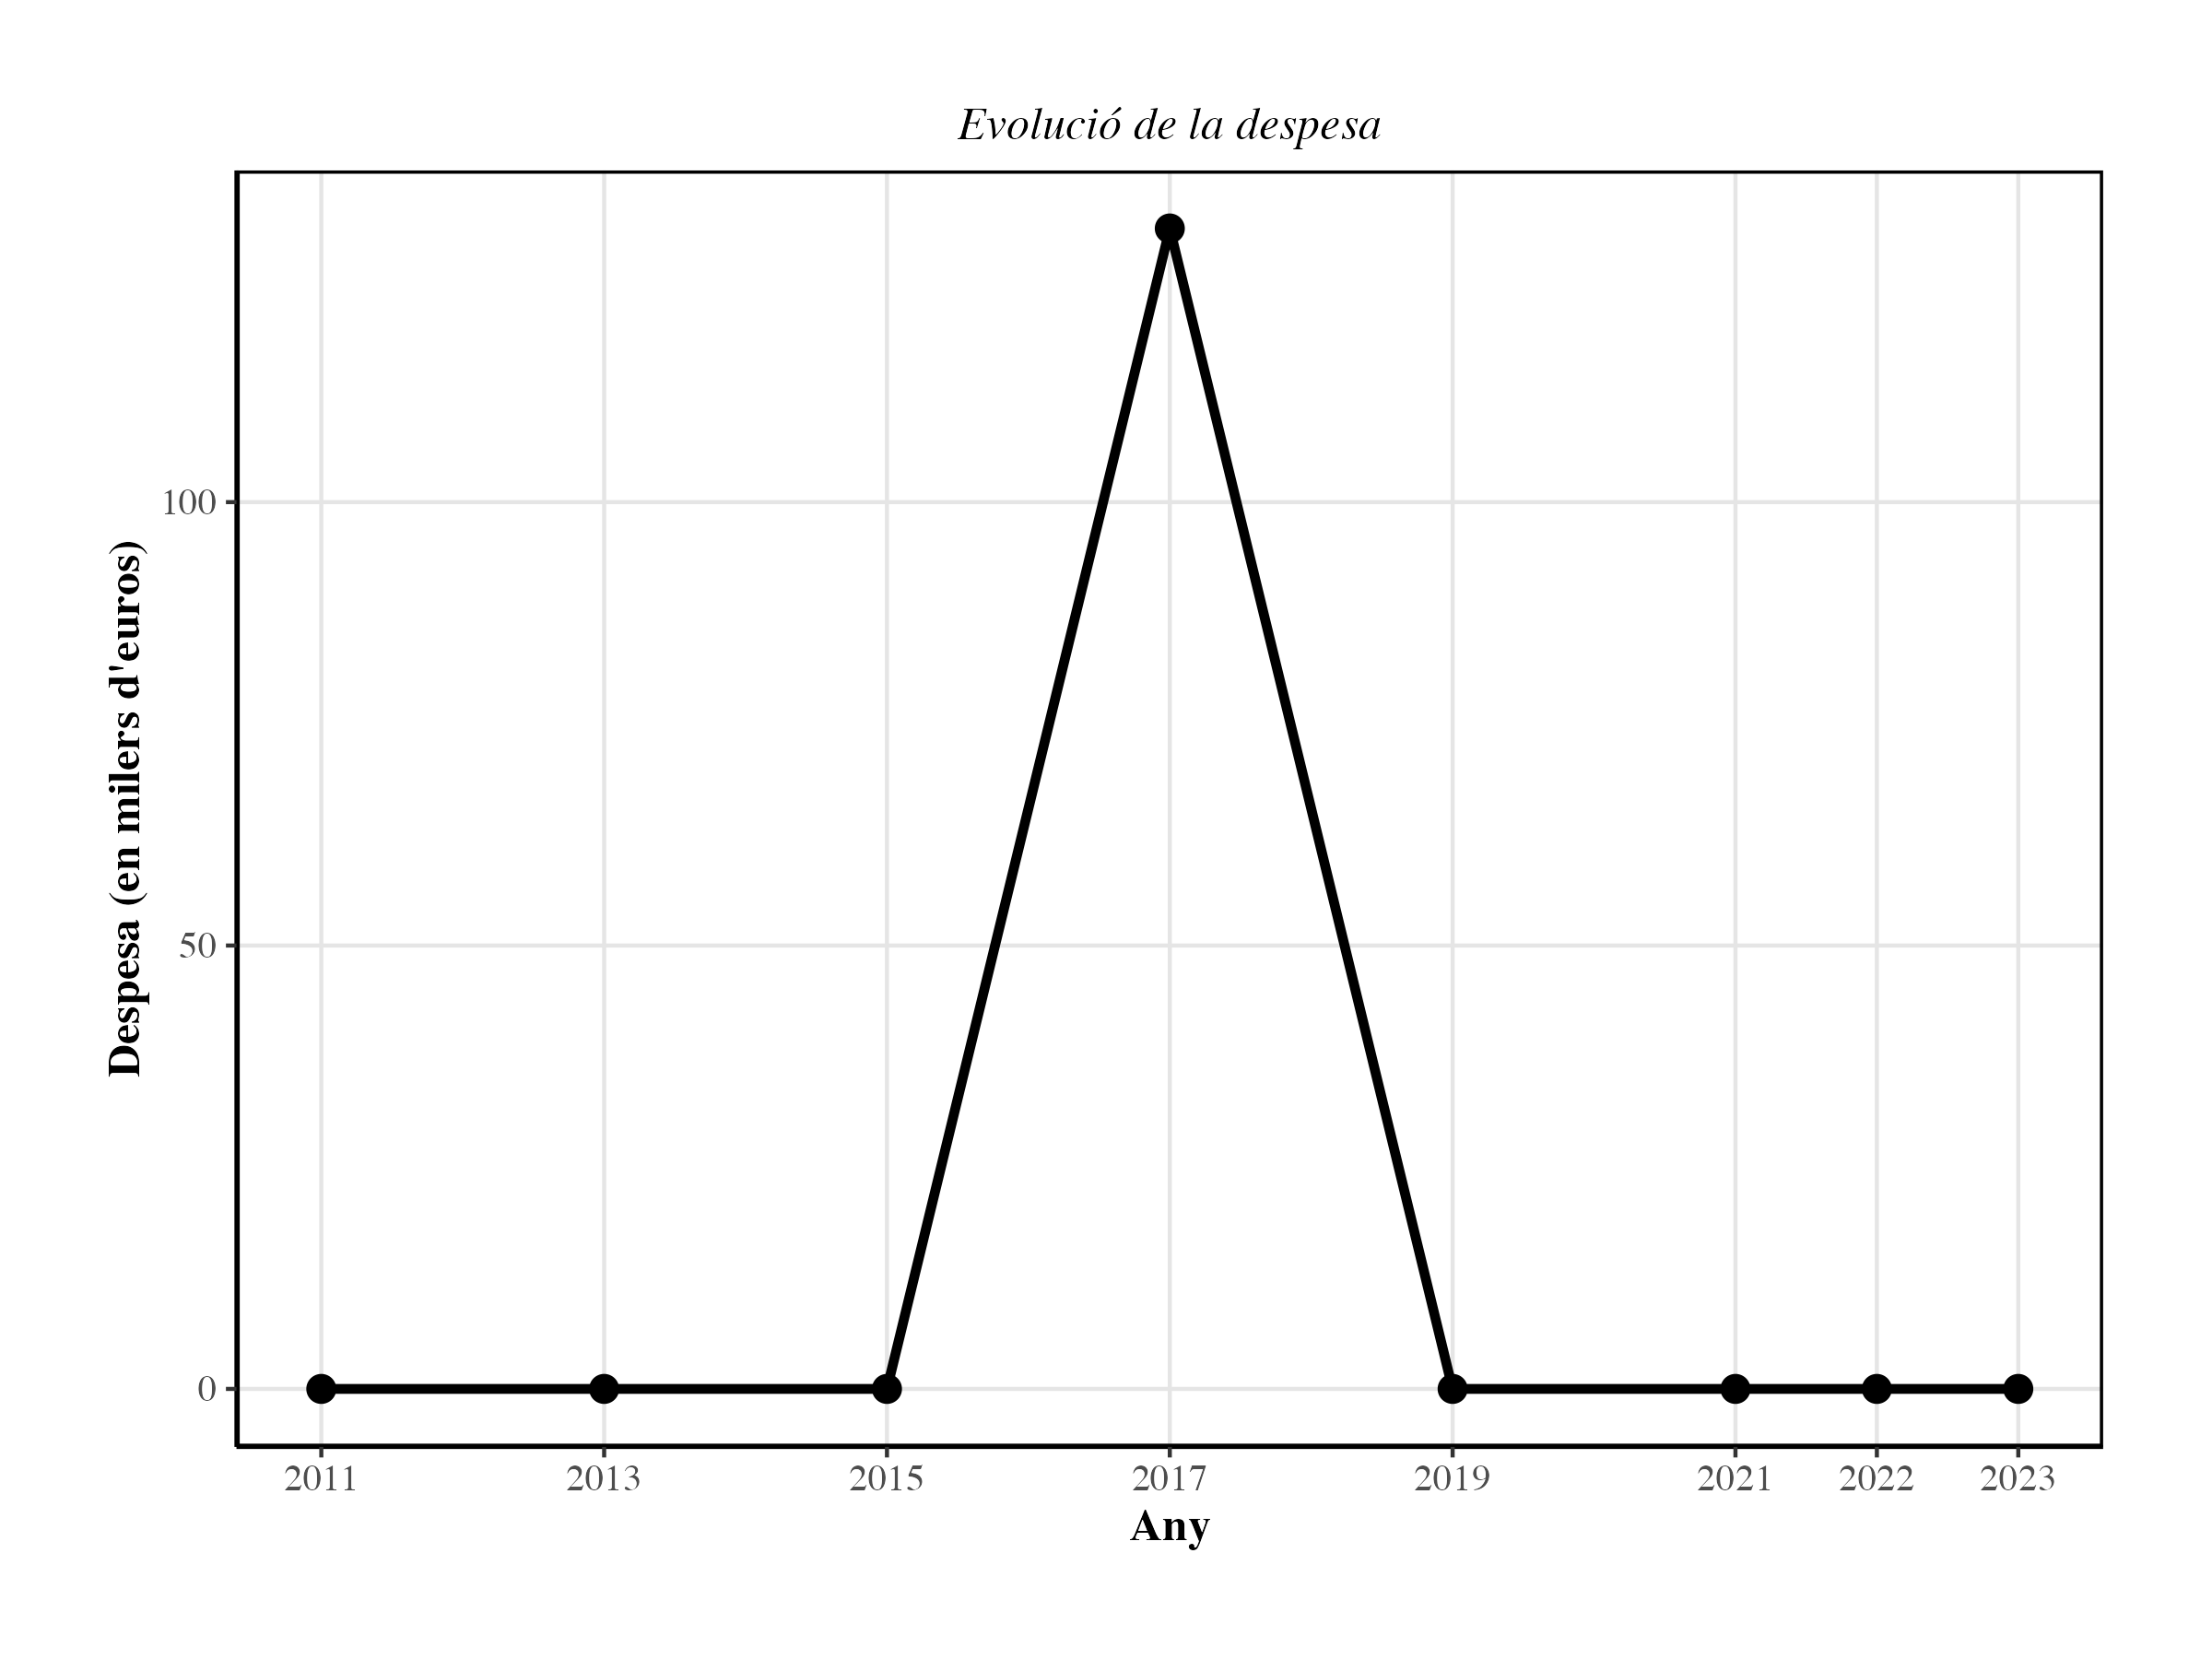 Evolució de la despesa
Despesa (en milers d'euros)
100
50
0
2011 2013 2015 2017 2019 2021 2022 2023
Any